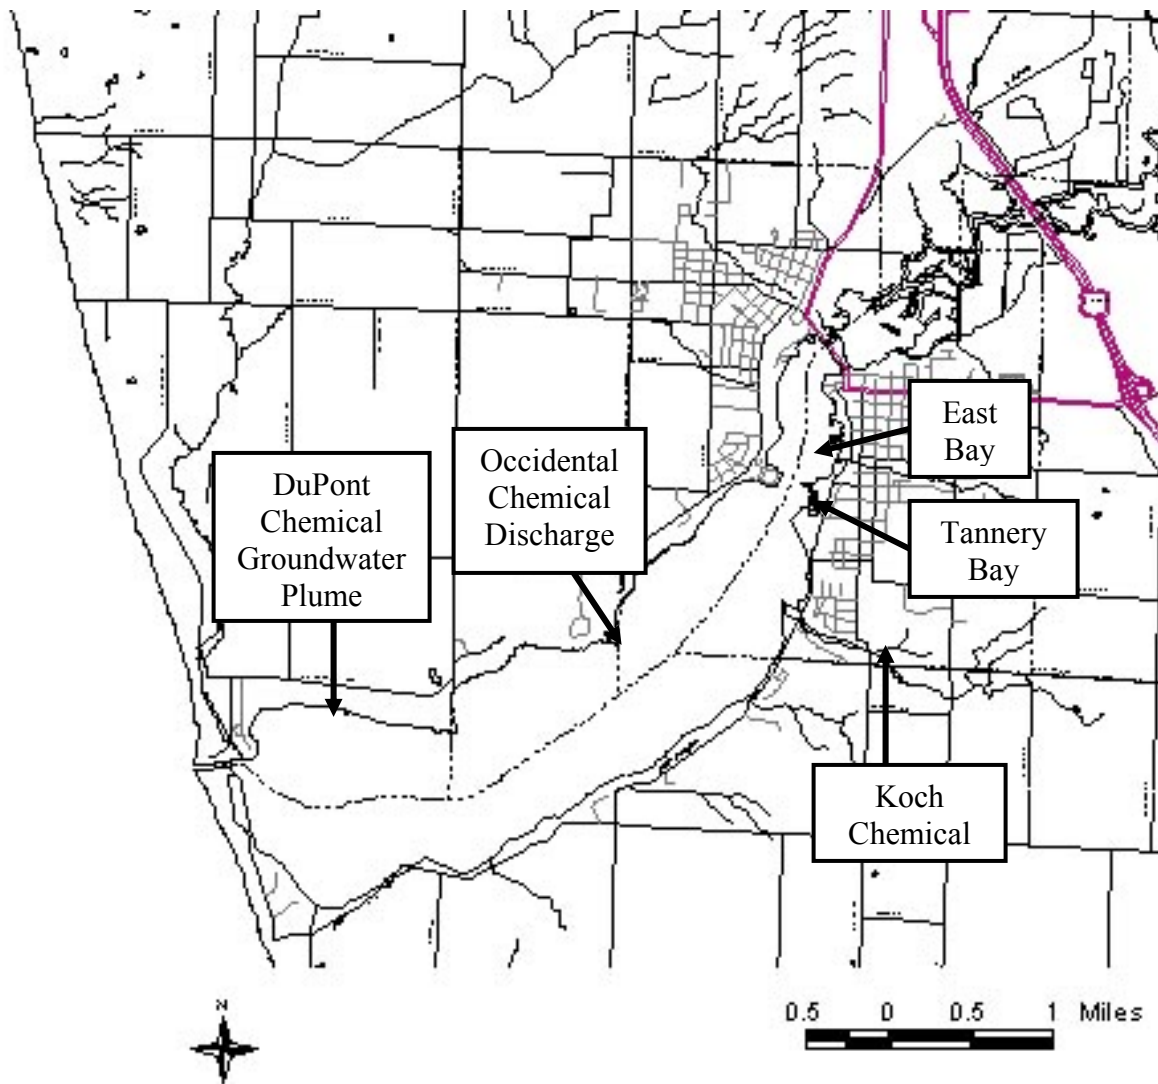 East
Bay
Occidental
Chemical
Discharge
DuPont
Chemical
Groundwater
Plume
Tannery
Bay
Koch
Chemical
N
0.5 0 0.5 1 Miles